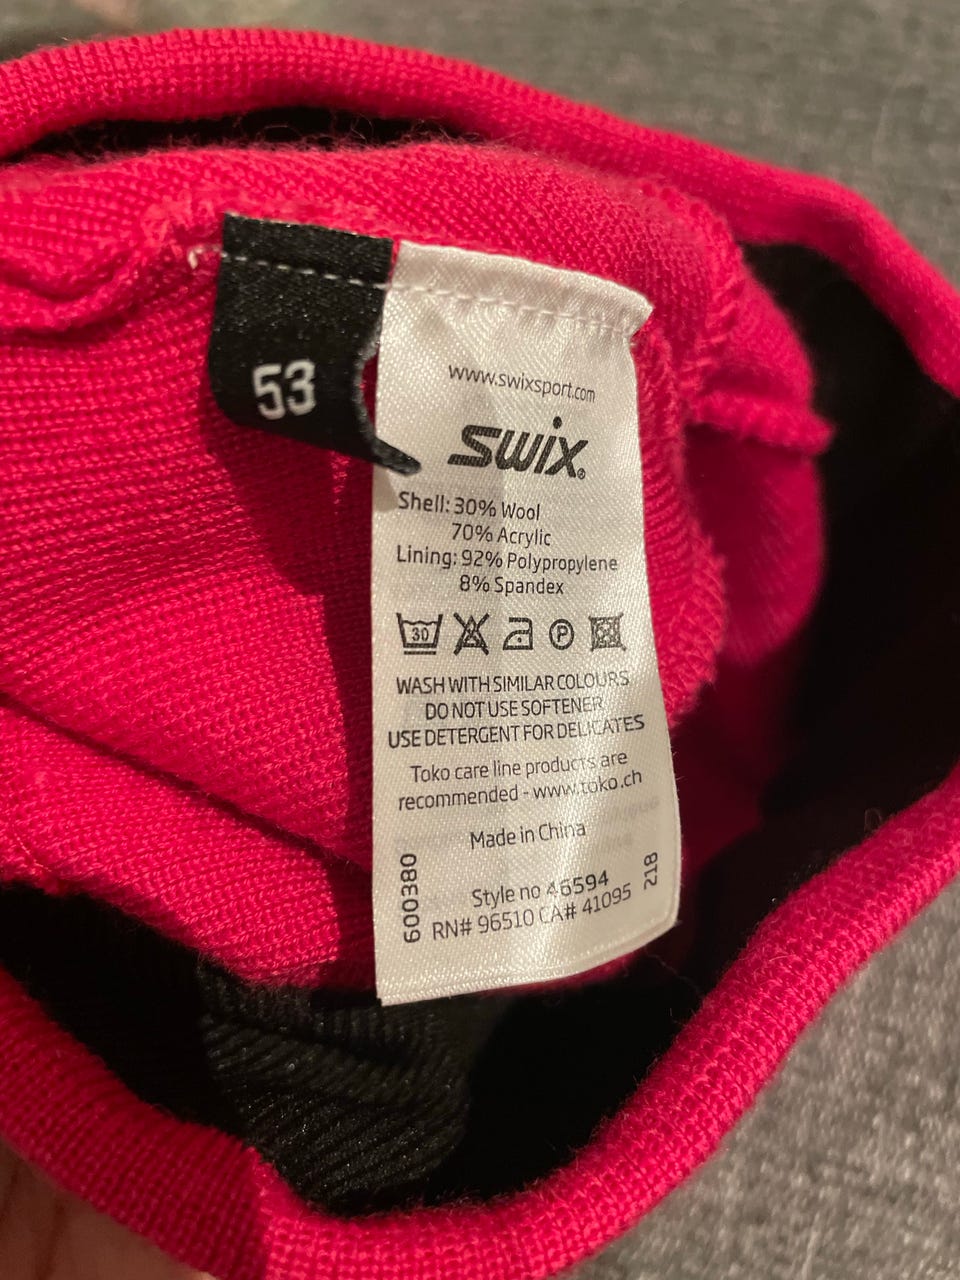 53
www.swixsport.com
swix®
Shell: 30% Wool
70% Acrylic
Lining: 92% Polypropylene
8% Spandex
30
P
WASH WITH SIMILAR COLOURS
DO NOT USE SOFTENER
USE DETERGENT FOR DELICATES
Toko care line products are
recommended - www.toko.ch
Made in China
600380
218
Style no 46594
RN# 96510 CA# 41095